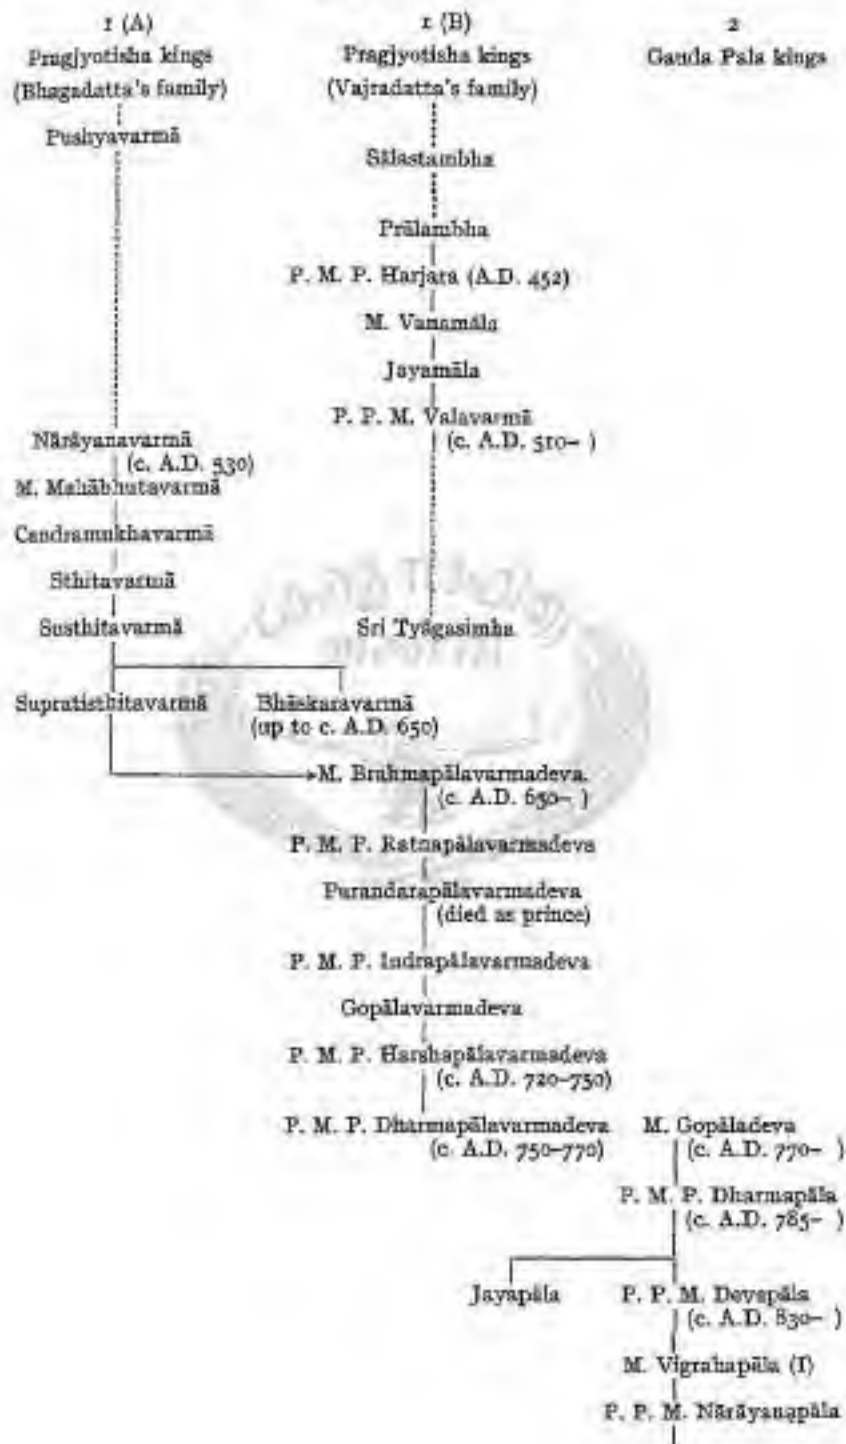 1 (A)
Pragjyotisha kings
(Bhagadatta's family)
Pushyavarmā
Nārāyanavarmā
(c. A.D. 530)
M. Mahābhutavarmā
Candramukhavarmā
Sthitavarmā
Susthitavarmā
Supratisthitavarmā
1 (B)
Pragjyotisha kings
(Vajradatta's family)
Sālastambha
Prālambha
P. M. P. Harjara (A.D. 452)
M. Vanamāla
Jayamāla
P. P. M. Valavarmā
(c. A.D. 510– )
Sri Tyāgasimha
Bhāskaravarmā
(up to c. A.D. 650)
M. Brahmapālavarmadeva.
(c. A.D. 650– )
P. M. P. Ratnapālavarmadeva
Purandarapālavarmadeva
(died as prince)
P. M. P. Indrapālavarmadeva
Gopālavarmadeva
P. M. P. Harshapālavarmadeva
(c. A.D. 720–750)
P. M. P. Dharmapālavarmadeva
(c. A.D. 750–770)
2
Gauda Pala kings
M. Gopāladeva
(c. A.D. 770– )
P. M. P. Dharmapāla
(c. A.D. 785– )
Jayapāla
P. P. M. Devapāla
(c. A.D. 830– )
M. Vigrahapāla (I)
P. P. M. Nārāyaṇapāla